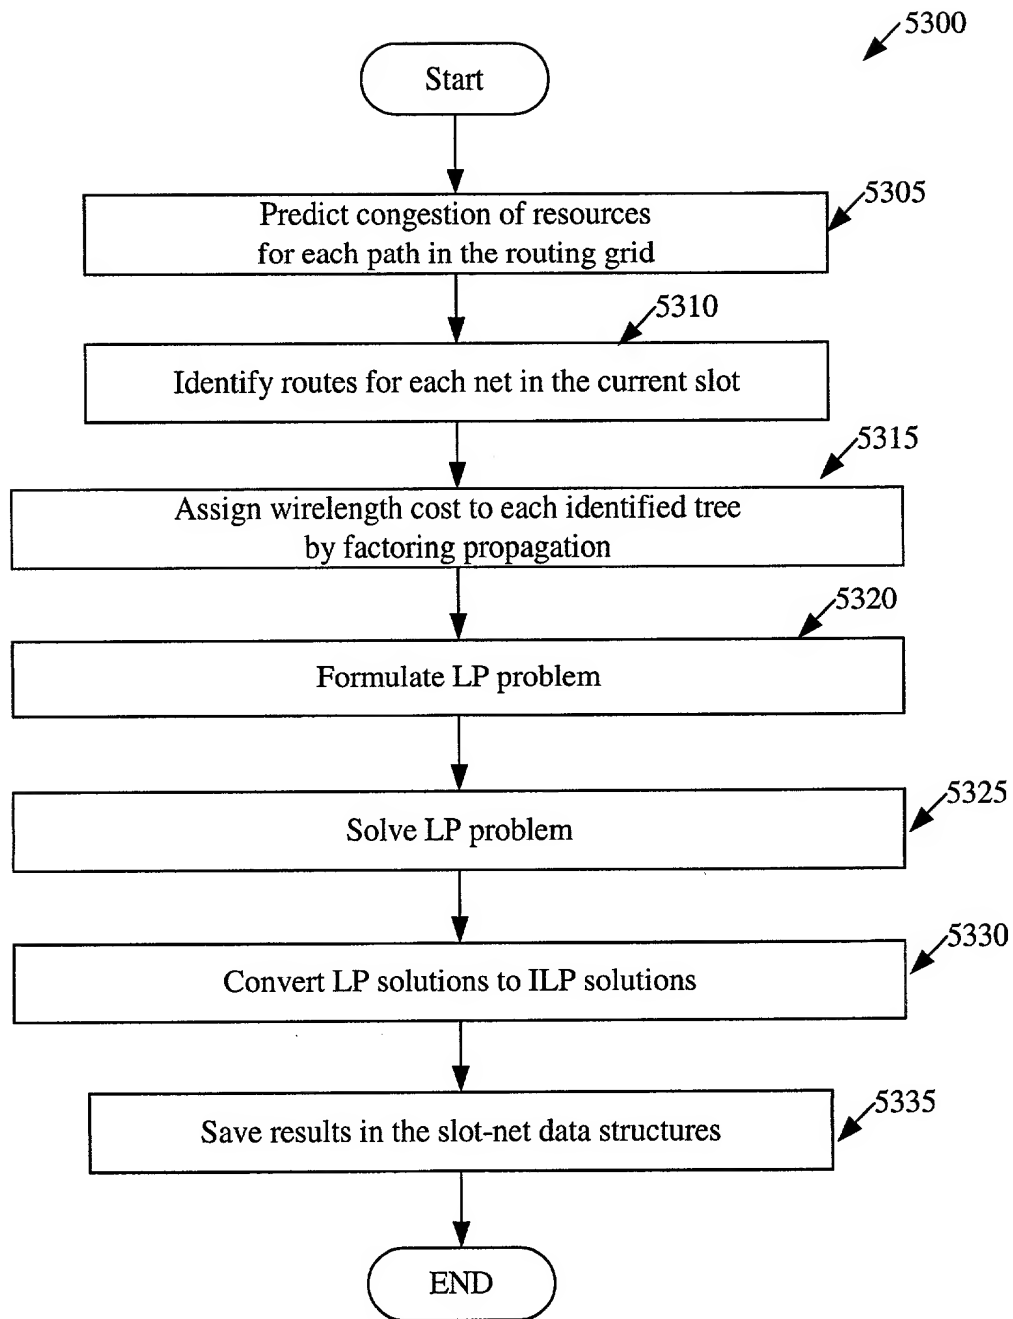 5300
Start
5305
Predict congestion of resources
for each path in the routing grid
5310
Identify routes for each net in the current slot
5315
Assign wirelength cost to each identified tree
by factoring propagation
5320
Formulate LP problem
5325
Solve LP problem
5330
Convert LP solutions to ILP solutions
5335
Save results in the slot-net data structures
END